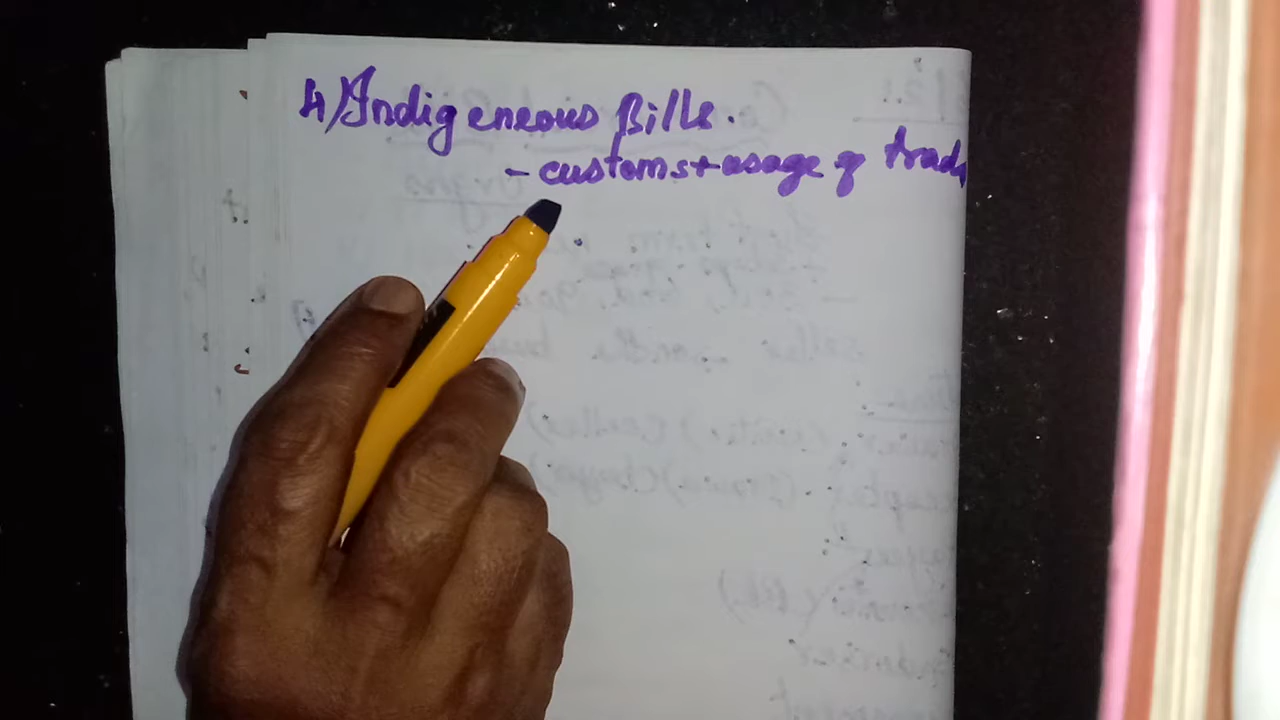 4) Indigeneous Bills.
- customs + usage of trade